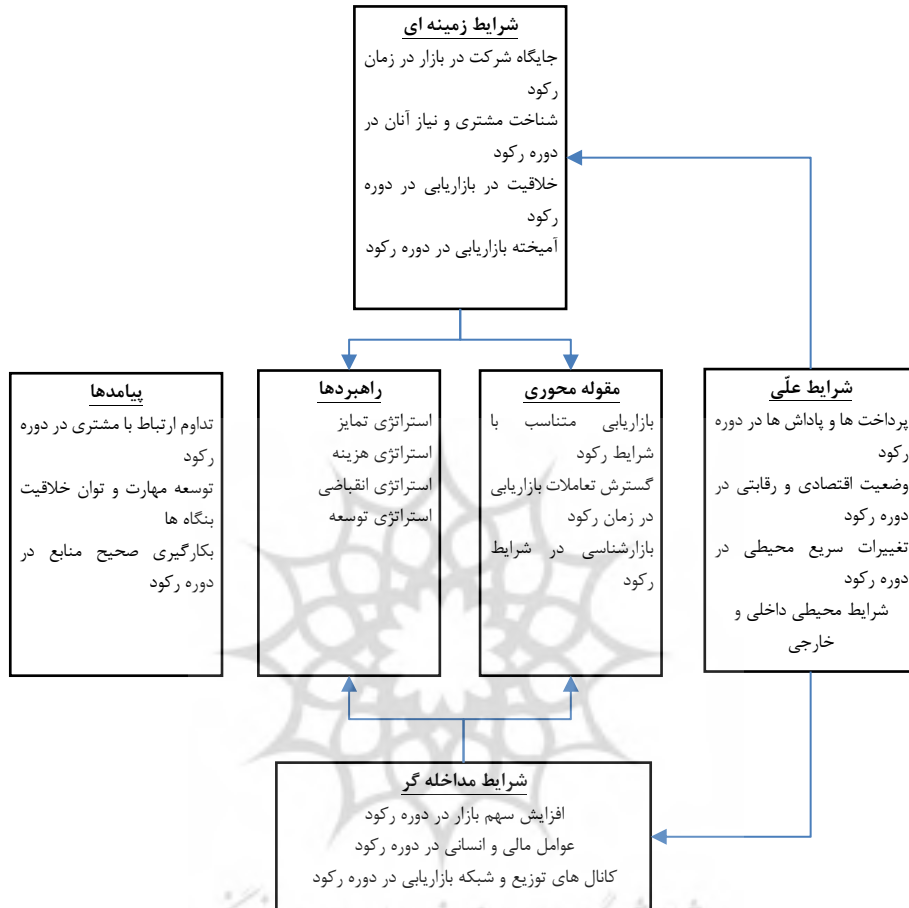 شرایط زمینه ای
جایگاه شرکت در بازار در زمان
رکود
شناخت مشتری و نیاز آنان در
دوره رکود
خلاقیت در بازاریابی در دوره
رکود
آمیخته بازاریابی در دوره رکود
شرایط علّی
پرداخت ها و پاداش ها در دوره
رکود
وضعیت اقتصادی و رقابتی در
دوره رکود
تغییرات سریع محیطی در
دوره رکود
شرایط محیطی داخلی و
خارجی
مقوله محوری
بازاریابی متناسب با
شرایط رکود
گسترش تعاملات بازاریابی
در زمان رکود
بازارشناسی در شرایط
رکود
راهبردها
استراتژی تمایز
استراتژی هزینه
استراتژی انقباضی
استراتژی توسعه
پیامدها
تداوم ارتباط با مشتری در دوره
رکود
توسعه مهارت و توان خلاقیت
بنگاه ها
بکارگیری صحیح منابع در
دوره رکود
شرایط مداخله گر
افزایش سهم بازار در دوره رکود
عوامل مالی و انسانی در دوره رکود
کانال های توزیع و شبکه بازاریابی در دوره رکود